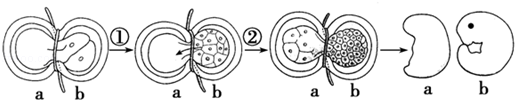 ① ②
a b a b a b a b